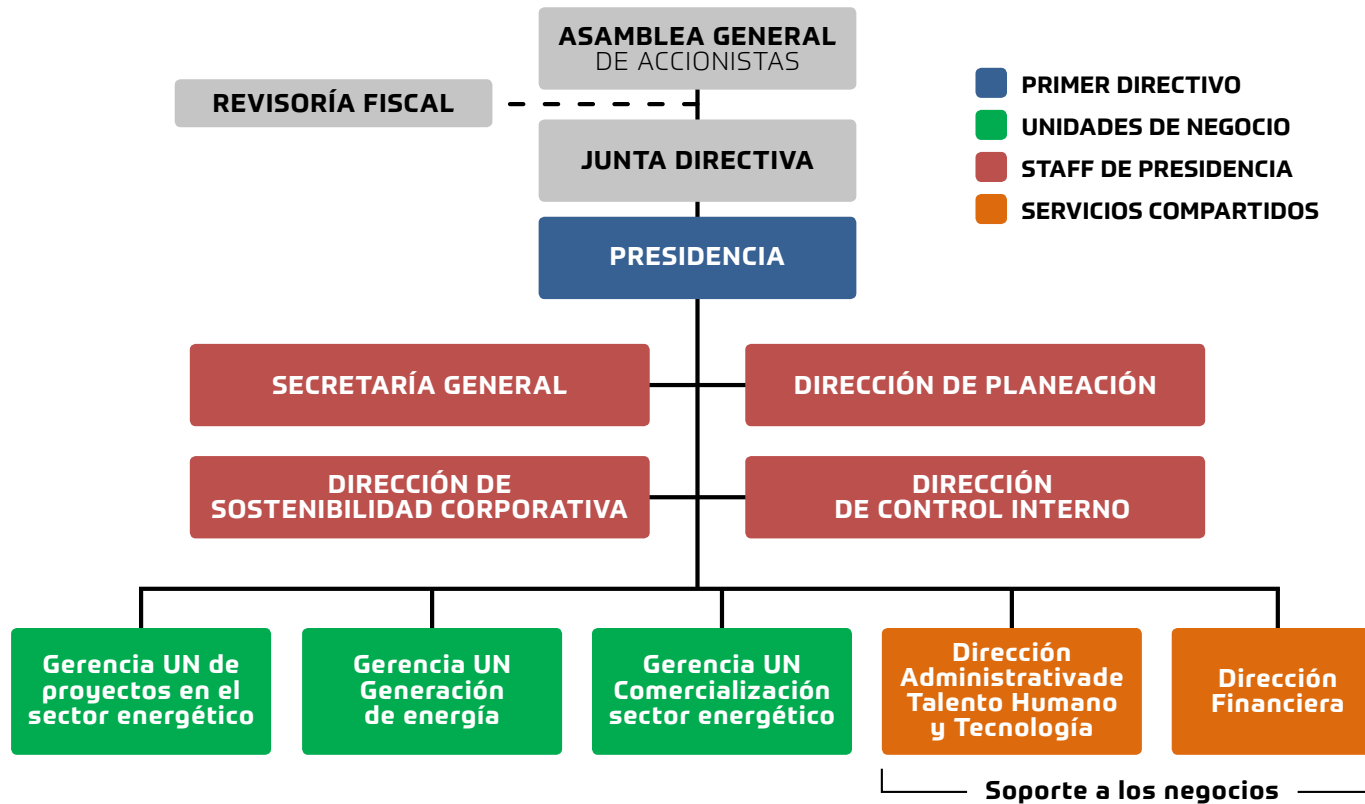 ASAMBLEA GENERAL
DE ACCIONISTAS
REVISORÍA FISCAL
JUNTA DIRECTIVA
PRESIDENCIA
PRIMER DIRECTIVO
UNIDADES DE NEGOCIO
STAFF DE PRESIDENCIA
SERVICIOS COMPARTIDOS
SECRETARÍA GENERAL
DIRECCIÓN DE PLANEACIÓN
DIRECCIÓN DE
SOSTENIBILIDAD CORPORATIVA
DIRECCIÓN
DE CONTROL INTERNO
Gerencia UN de
proyectos en el
sector energético
Gerencia UN
Generación
de energía
Gerencia UN
Comercialización
sector energético
Dirección
Administrativade
Talento Humano
y Tecnología
Dirección
Financiera
Soporte a los negocios